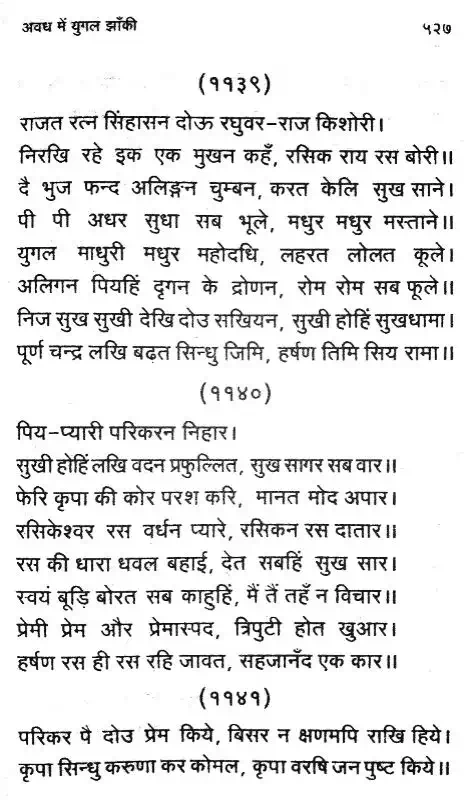 अवध में युगल झाँकी ५२७
(११३९)
राजत रत्न सिंहासन दोऊ रघुवर-राज किशोरी।
निरखि रहे इक एक मुखन कहँ, रसिक राय रस बोरी॥
दै भुज फन्द अलिङ्गन चुम्बन, करत केलि सुख साने।
पी पी अधर सुधा सब भूले, मधुर मधुर मस्ताने॥
युगल माधुरी मधुर महोदधि, लहरत लोलत कूले।
अलिगन पियहिं दृगन के द्रोणन, रोम रोम सब फूले॥
निज सुख सुखी देखि दोउ सखियन, सुखी होहिं सुखधामा।
पूर्ण चन्द्र लखि बढ़त सिन्धु जिमि, हर्षण तिमि सिय रामा॥
(११४०)
पिय-प्यारी परिकरन निहार।
सुखी होहिं लखि वदन प्रफुल्लित, सुख सागर सब वार॥
फेरि कृपा की कोर परश करि, मानत मोद अपार।
रसिकेश्वर रस वर्धन प्यारे, रसिकन रस दातार॥
रस की धारा धवल बहाई, देत सबहिं सुख सार।
स्वयं बूड़ि बोरत सब काहुहिं, मैं तैं तहँ न विचार॥
प्रेमी प्रेम और प्रेमास्पद, त्रिपुटी होत खुआर।
हर्षण रस ही रस रहि जावत, सहजानँद एक कार॥
(११४१)
परिकर पै दोउ प्रेम किये, बिसर न क्षणमपि राखि हिये।
कृपा सिन्धु करुणा कर कोमल, कृपा वरषि जन पुष्ट किये॥